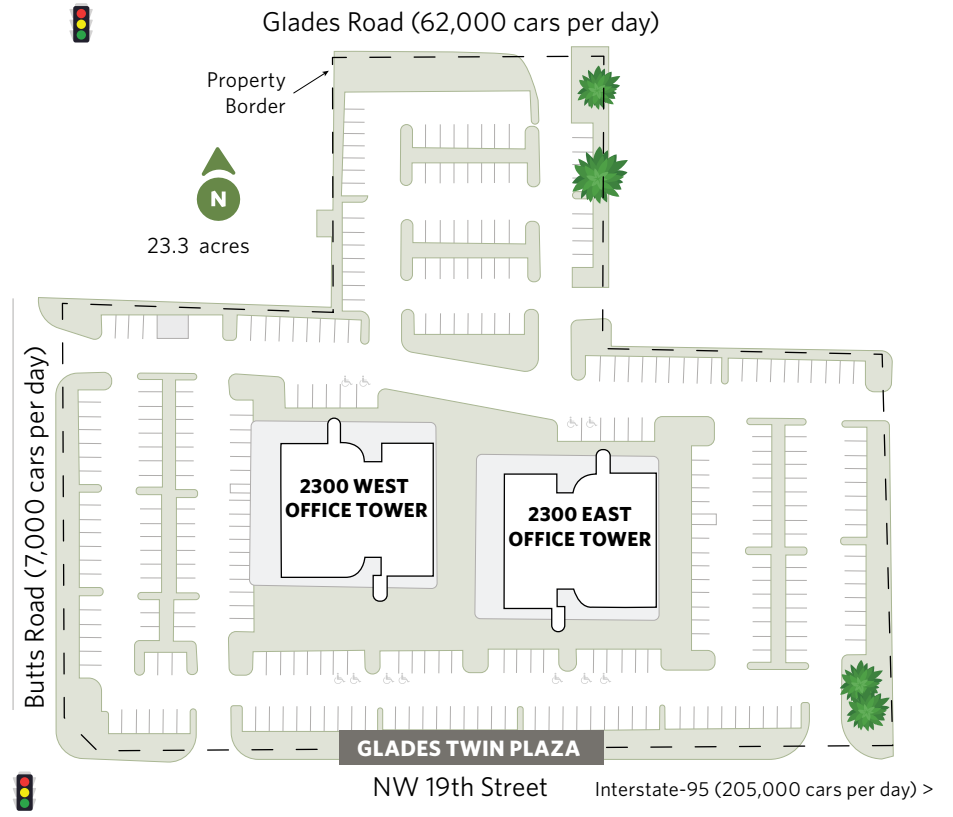 Glades Road (62,000 cars per day)
Property
Border
N
23.3 acres
Butts Road (7,000 cars per day)
2300 WEST
OFFICE TOWER
2300 EAST
OFFICE TOWER
GLADES TWIN PLAZA
NW 19th Street
Interstate-95 (205,000 cars per day) >